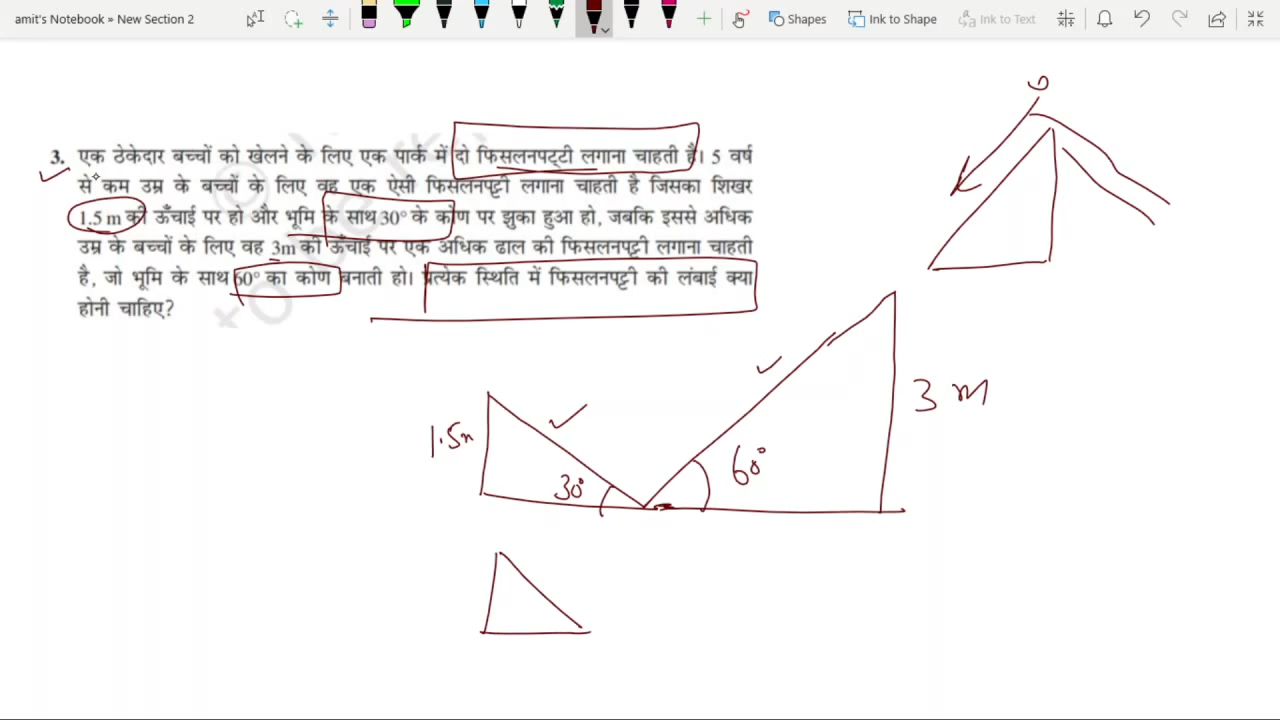 amit's Notebook » New Section 2
Shapes
Ink to Shape
Ink to Text
3. एक ठेकेदार बच्चों को खेलने के लिए एक पार्क में दो फिसलनपट्टी लगाना चाहती है। 5 वर्ष
से कम उम्र के बच्चों के लिए वह एक ऐसी फिसलनपट्टी लगाना चाहती है जिसका शिखर
1.5 m की ऊँचाई पर हो और भूमि के साथ 30° के कोण पर झुका हुआ हो, जबकि इससे अधिक
उम्र के बच्चों के लिए वह 3m की ऊँचाई पर एक अधिक ढाल की फिसलनपट्टी लगाना चाहती
है, जो भूमि के साथ 60° का कोण बनाती हो। प्रत्येक स्थिति में फिसलनपट्टी की लंबाई क्या
होनी चाहिए?
3 m
1.5m
60°
30°